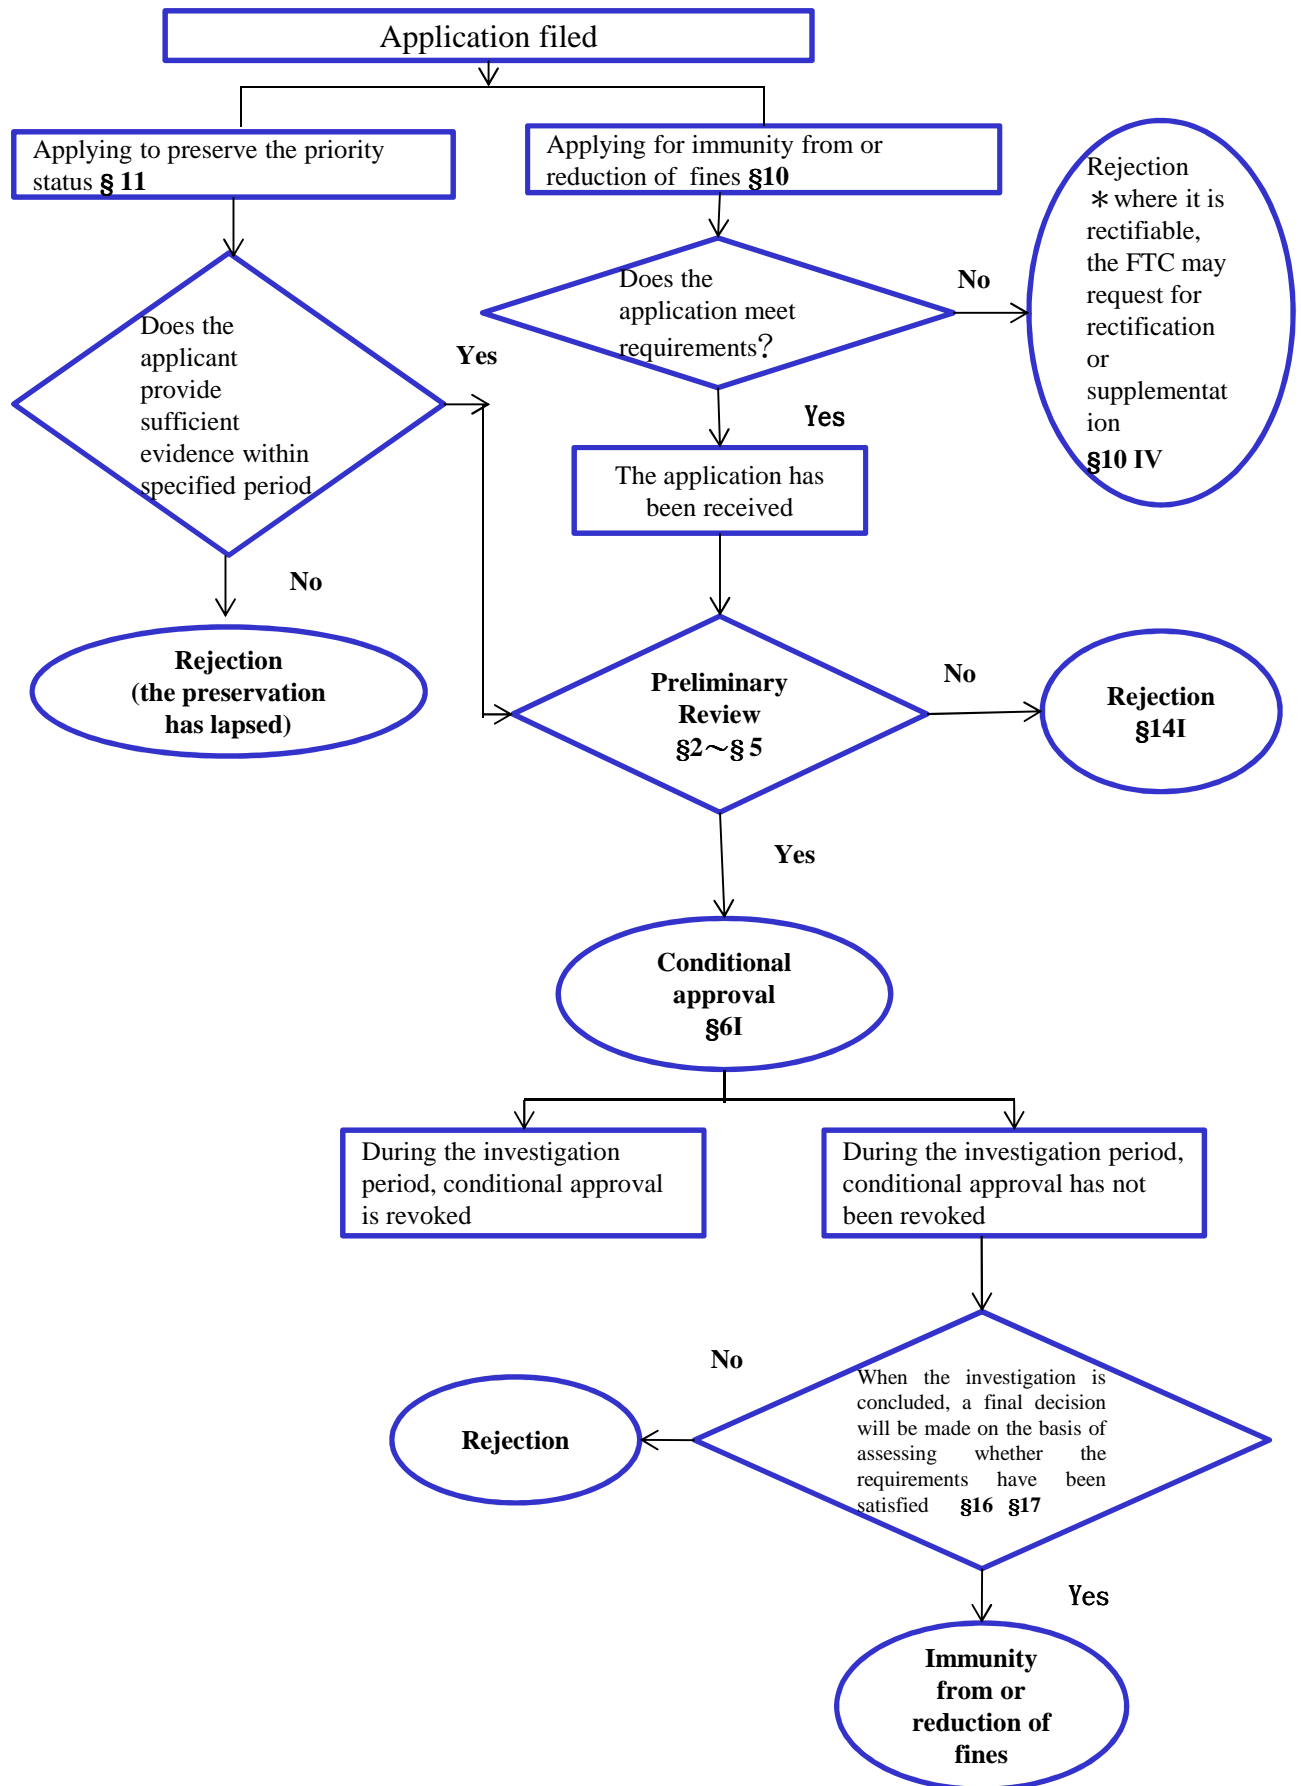 Application filed
Applying to preserve the priority
status § 11
Applying for immunity from or
reduction of fines §10
Rejection
＊where it is
rectifiable,
the FTC may
request for
rectification
or
supplementat
ion
§10 IV
Does the
application meet
requirements？
No
Does the
applicant
provide
sufficient
evidence within
specified period
Yes
Yes
The application has
been received
No
Rejection
(the preservation
has lapsed)
Preliminary
Review
§2～§ 5
No
Rejection
§14I
Yes
Conditional
approval
§6I
During the investigation
period, conditional approval
is revoked
During the investigation period,
conditional approval has not
been revoked
No
When the investigation is
concluded, a final decision
will be made on the basis of
assessing whether the
requirements have been
satisfied §16 §17
Rejection
Yes
Immunity
from or
reduction of
fines